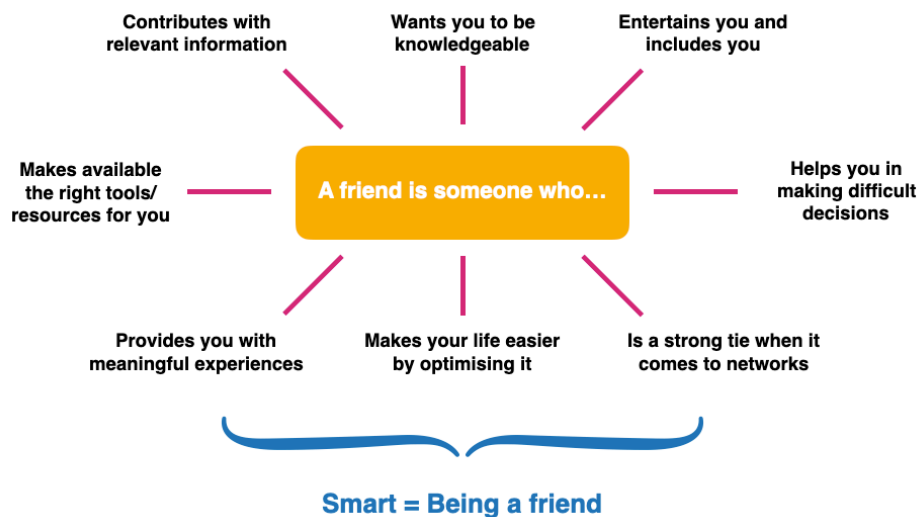 Contributes with
relevant information
Wants you to be
knowledgeable
Entertains you and
includes you
Makes available
the right tools/
resources for you
A friend is someone who...
Helps you in
making difficult
decisions
Provides you with
meaningful experiences
Makes your life easier
by optimising it
Is a strong tie when it
comes to networks
Smart = Being a friend